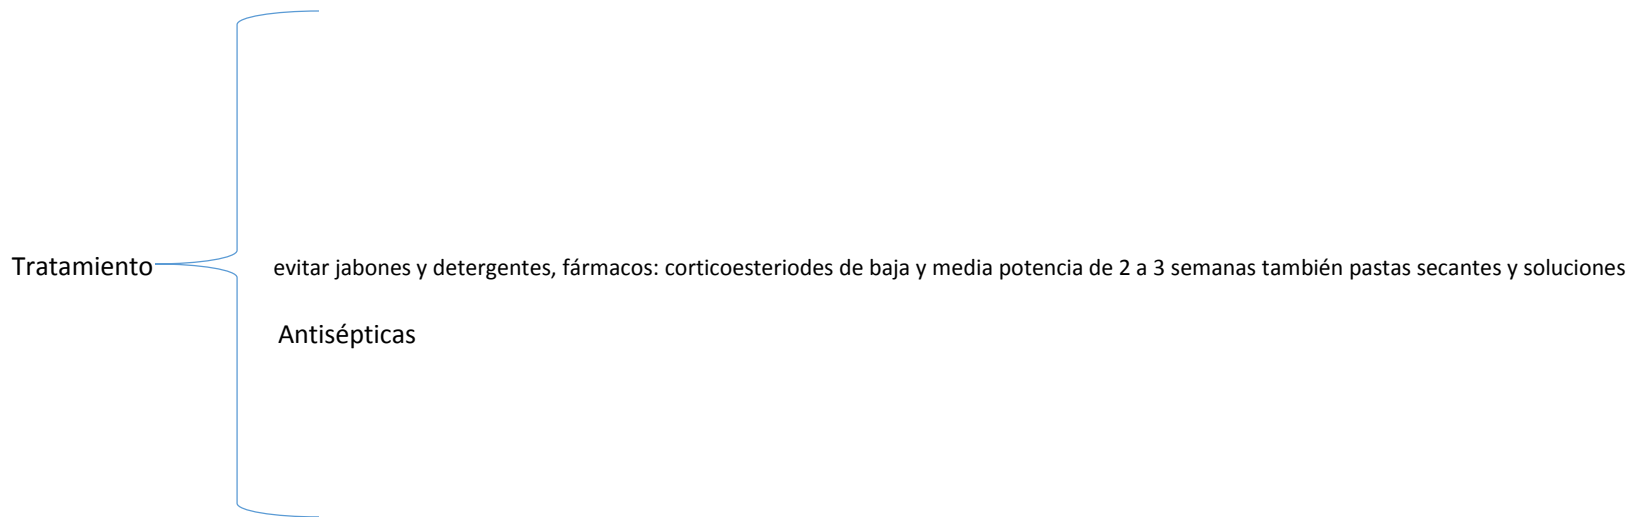 Tratamiento
evitar jabones y detergentes, fármacos: corticoesteriodes de baja y media potencia de 2 a 3 semanas también pastas secantes y soluciones
Antisépticas